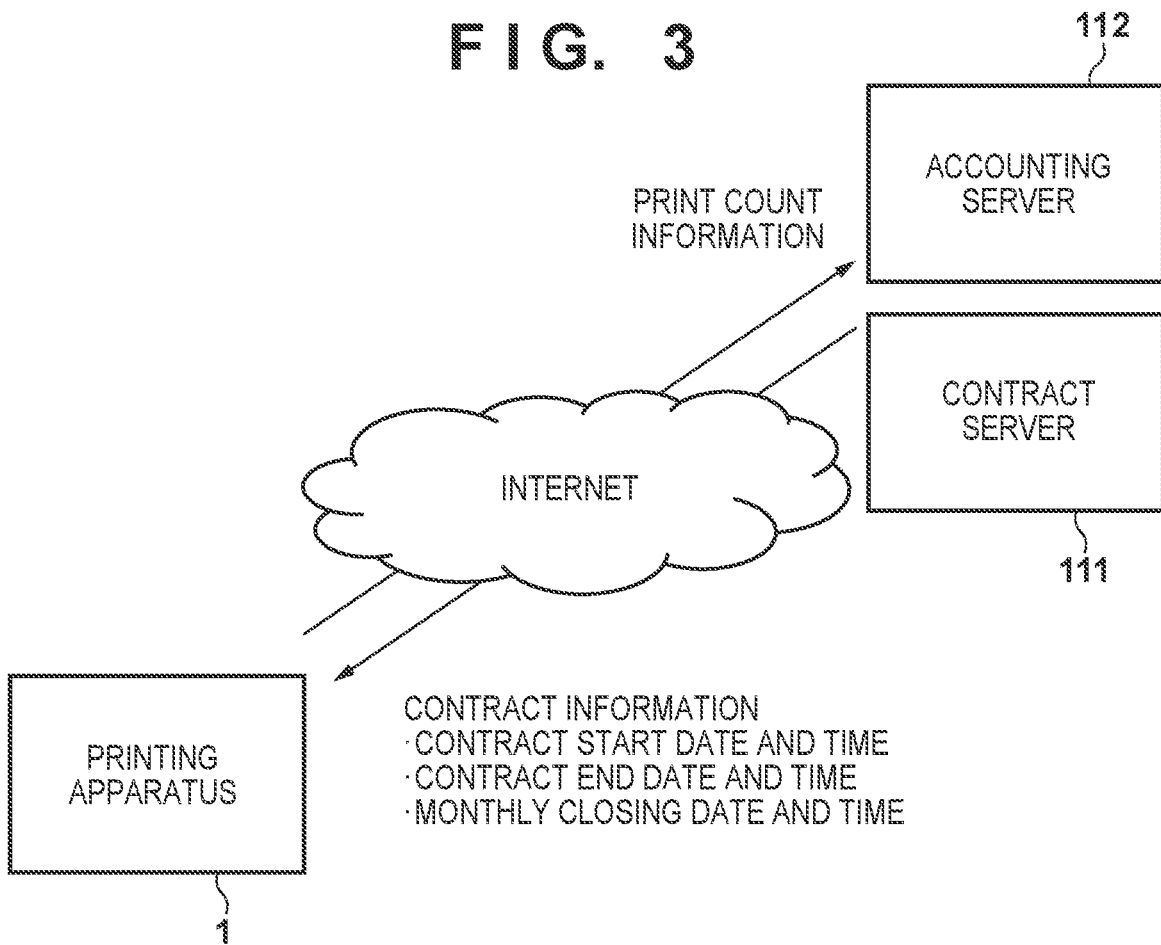 FIG. 3
112
ACCOUNTING
SERVER
PRINT COUNT
INFORMATION
CONTRACT
SERVER
INTERNET
111
CONTRACT INFORMATION
·CONTRACT START DATE AND TIME
·CONTRACT END DATE AND TIME
·MONTHLY CLOSING DATE AND TIME
PRINTING
APPARATUS
1